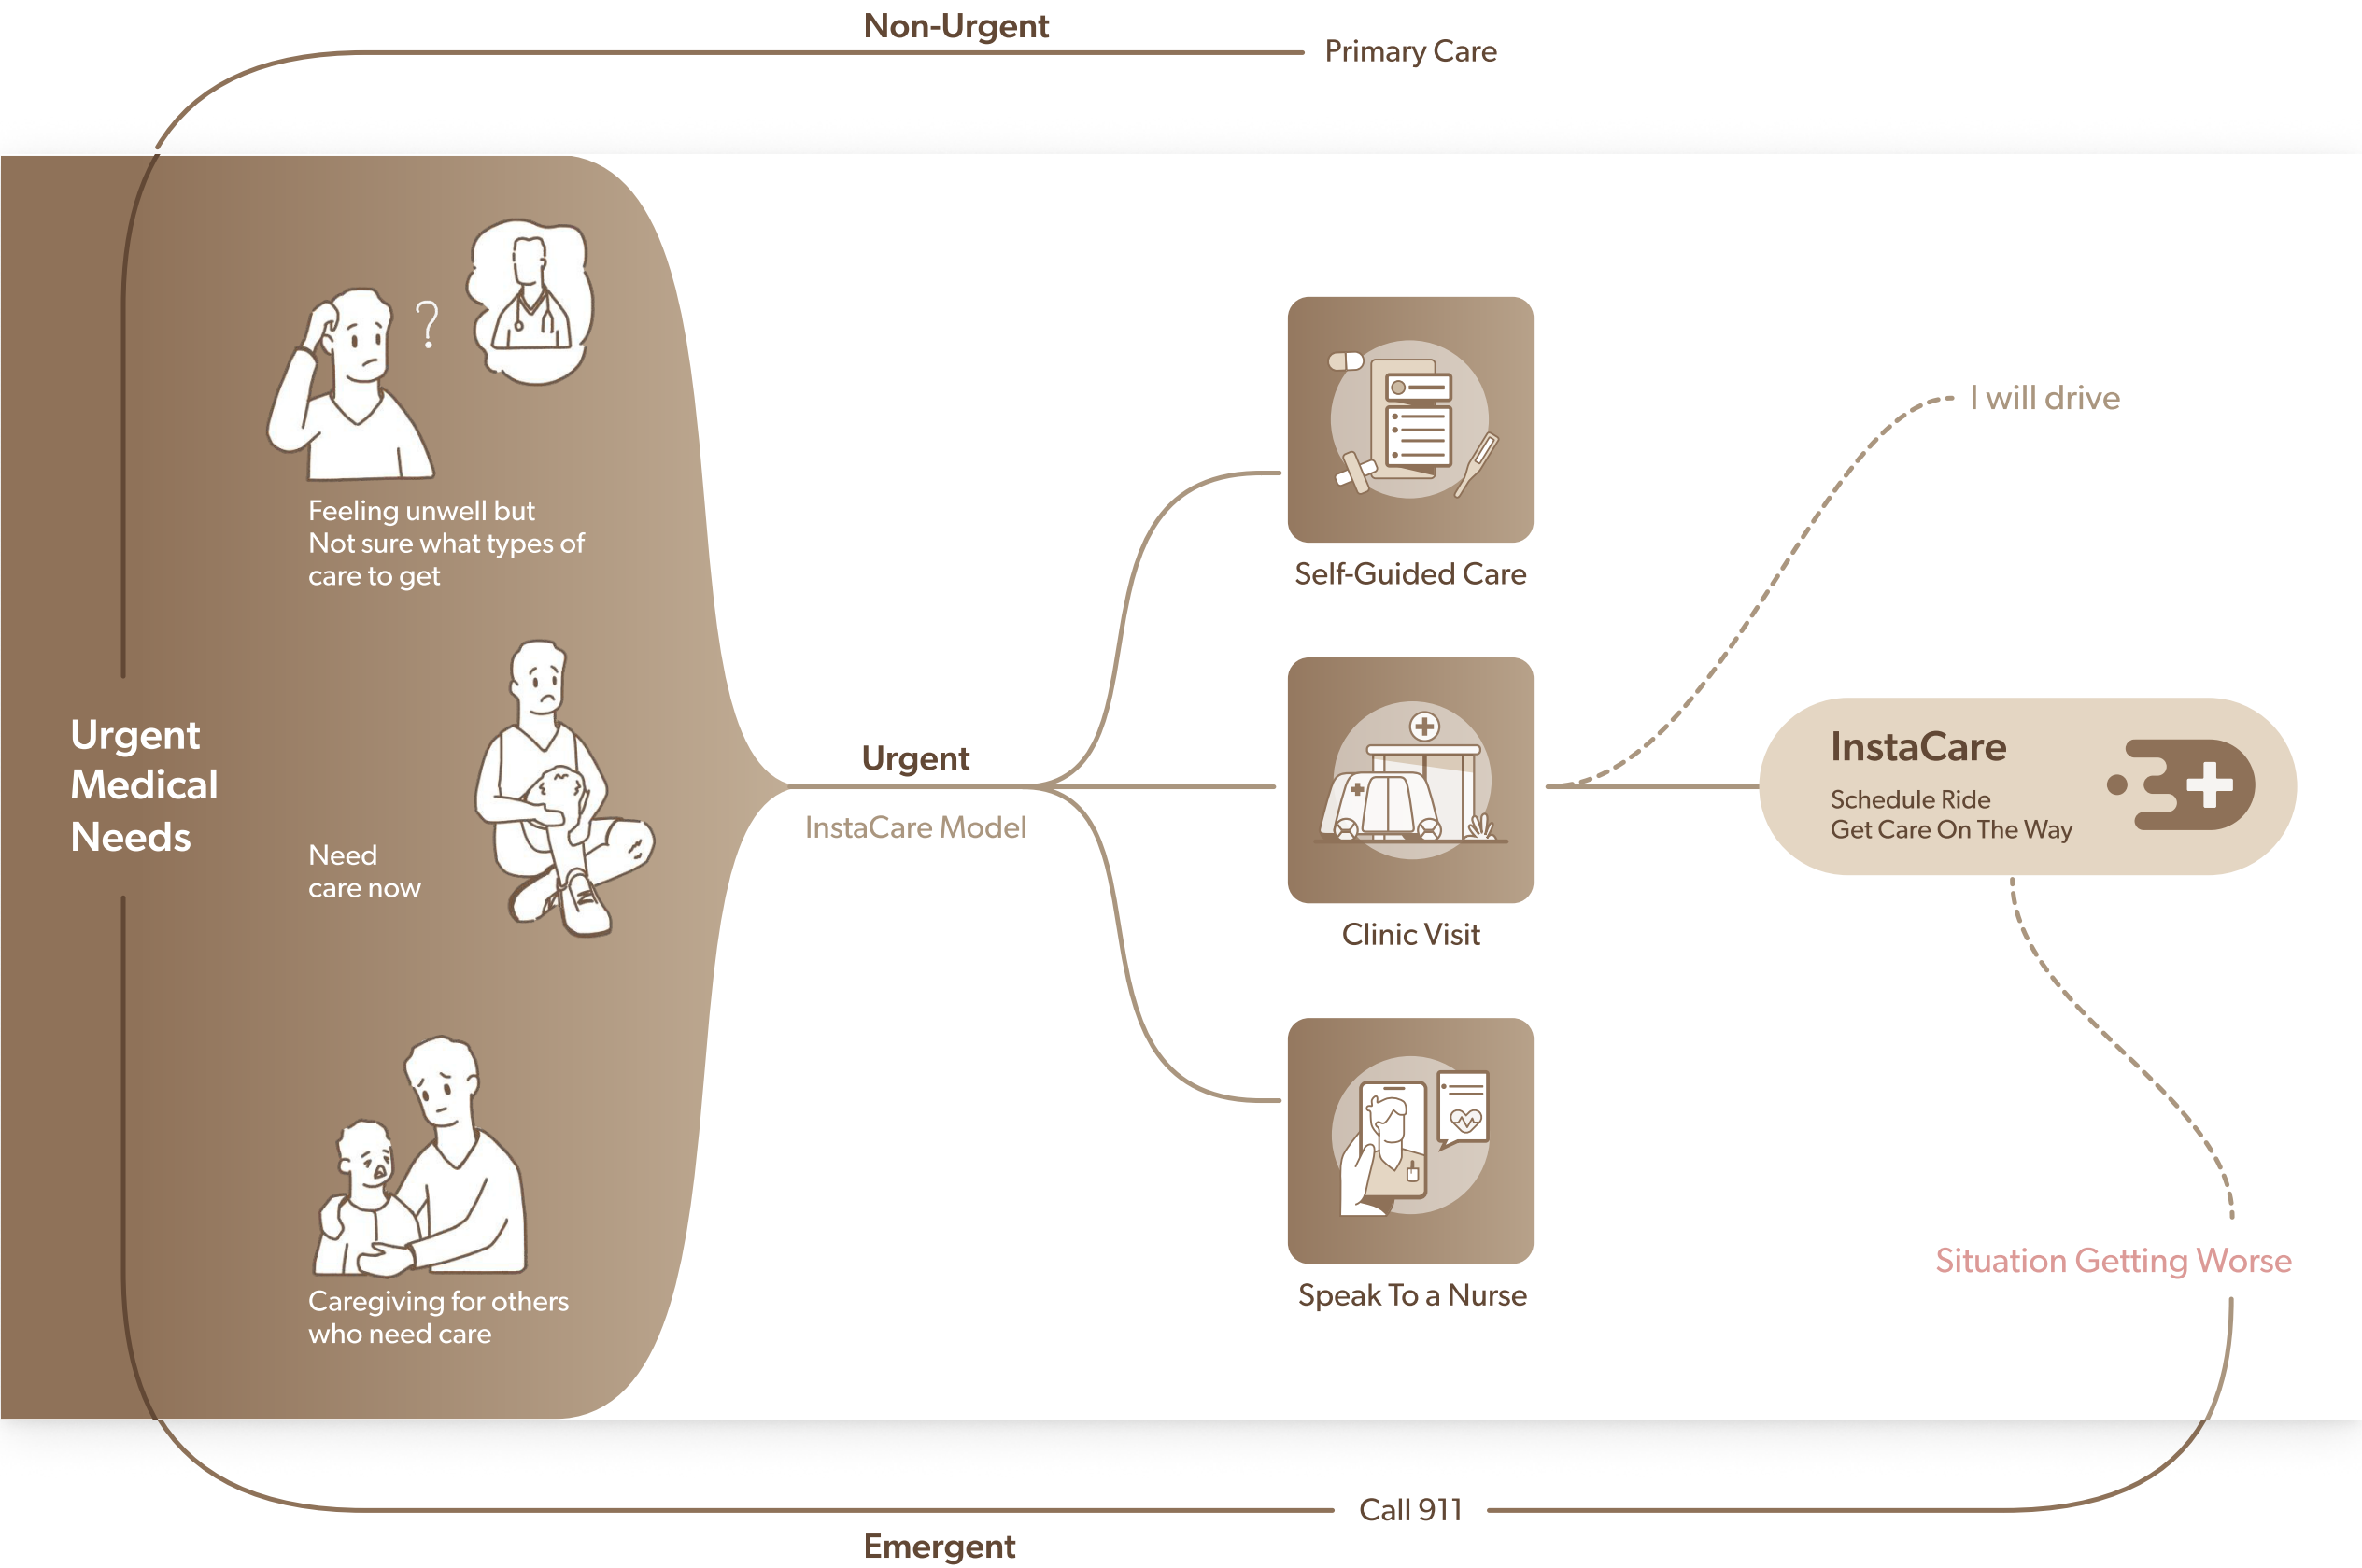 Non-Urgent
Primary Care
Urgent
Medical
Needs
?
Feeling unwell but
Not sure what types of
care to get
Need
care now
Caregiving for others
who need care
Urgent
InstaCare Model
Self-Guided Care
Clinic Visit
Speak To a Nurse
I will drive
InstaCare
Schedule Ride
Get Care On The Way
Situation Getting Worse
Call 911
Emergent